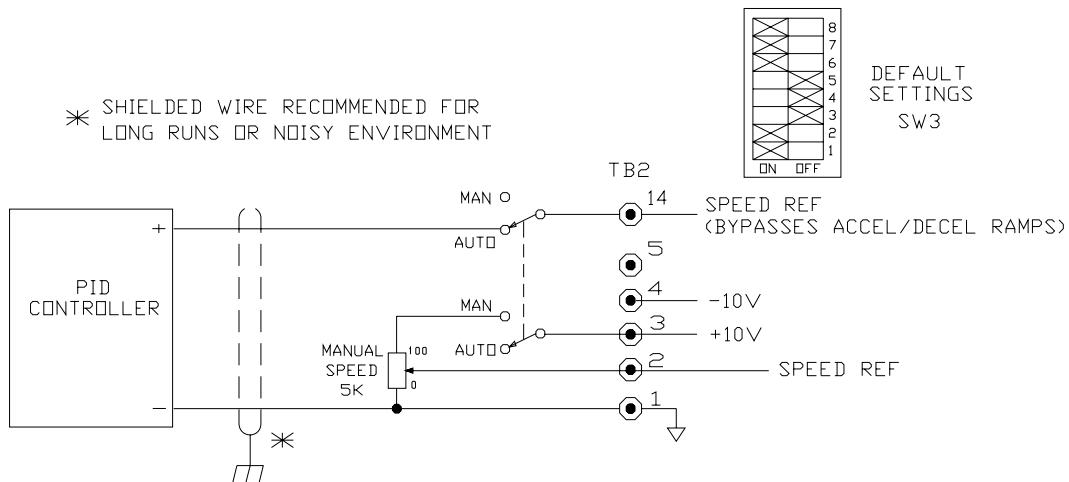 8
7
6
5
4
3
2
1
ON OFF
DEFAULT
SETTINGS
SW3
* SHIELDED WIRE RECOMMENDED FOR
LONG RUNS OR NOISY ENVIRONMENT
TB2
MAN
14
SPEED REF
(BYPASSES ACCEL/DECEL RAMPS)
+
AUTO
5
PID
CONTROLLER
4
-10V
MAN
3
+10V
MANUAL
SPEED
5K
100
0
AUTO
2
SPEED REF
-
1
*